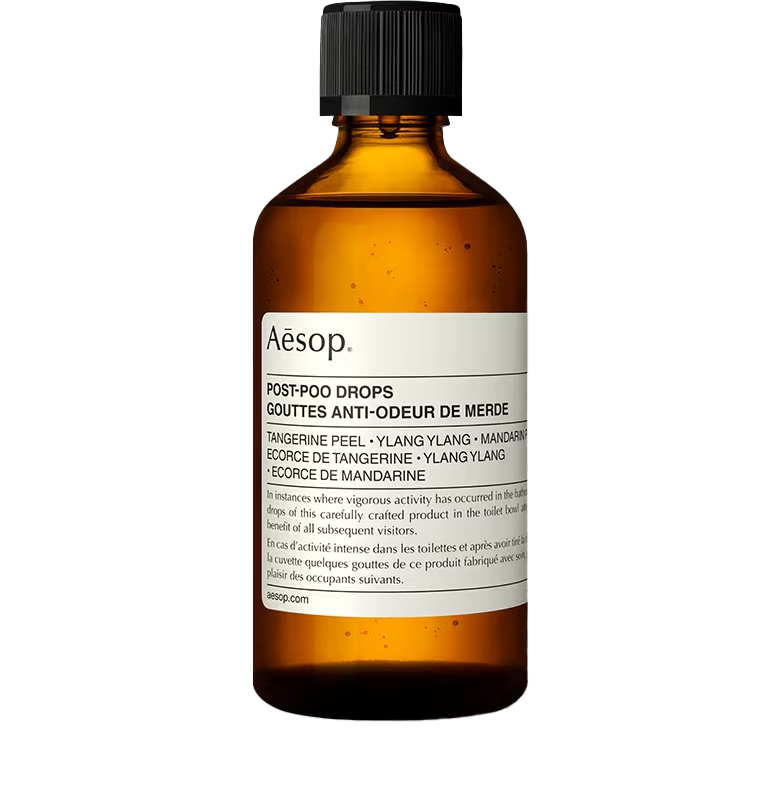 Aēsop®
POST-POO DROPS
GOUTTES ANTI-ODEUR DE MERDE
TANGERINE PEEL • YLANG YLANG • MANDARIN
ECORCE DE TANGERINE • YLANG YLANG
• ECORCE DE MANDARINE
In instances where vigorous activity has occurred in the
drops of this carefully crafted product in the toilet bowl
benefit of all subsequent visitors.
En cas d'activité intense dans les toilettes et après avoir tiré
la cuvette quelques gouttes de ce produit fabriqué avec soin,
plaisir des occupants suivants.
aesop.com